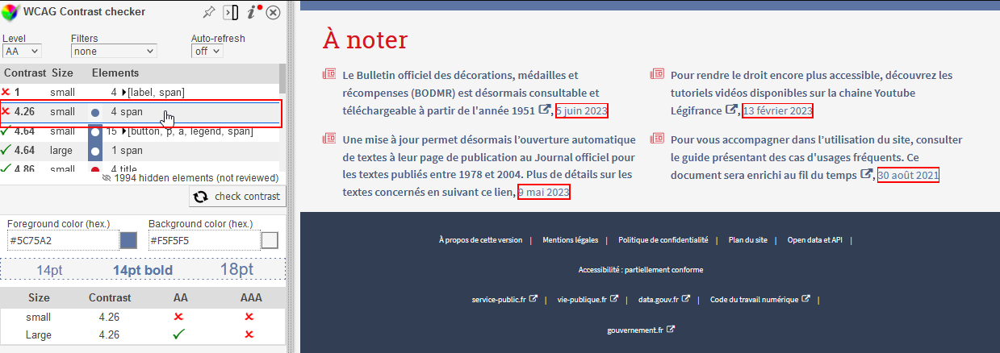 WCAG Contrast checker
Level
Filters
Auto-refresh
AA
none
off
Contrast Size Elements
1 small 4 [label, span]
4.26 small 4 span
4.64 small 15 [button, p, a, legend, span]
4.64 large 1 span
4.86 small 4 title
1994 hidden elements (not reviewed)
check contrast
Foreground color (hex.)
Background color (hex.)
#5C75A2
#F5F5F5
14pt 14pt bold 18pt
Size Contrast AA AAA
small 4.26
Large 4.26
À noter
Le Bulletin officiel des décorations, médailles et
récompenses (BODMR) est désormais consultable et
téléchargeable à partir de l'année 1951 , 5 juin 2023
Une mise à jour permet désormais l’ouverture automatique
de textes à leur page de publication au Journal officiel pour
les textes publiés entre 1978 et 2004. Plus de détails sur les
textes concernés en suivant ce lien, 9 mai 2023
Pour rendre le droit encore plus accessible, découvrez les
tutoriels vidéos disponibles sur la chaine Youtube
Légifrance , 13 février 2023
Pour vous accompagner dans l’utilisation du site, consulter
le guide présentant des cas d'usages fréquents. Ce
document sera enrichi au fil du temps , 30 août 2021
À propos de cette version | Mentions légales | Politique de confidentialité | Plan du site | Open data et API |
Accessibilité : partiellement conforme
service-public.fr | vie-publique.fr | data.gouv.fr | Code du travail numérique |
gouvernement.fr